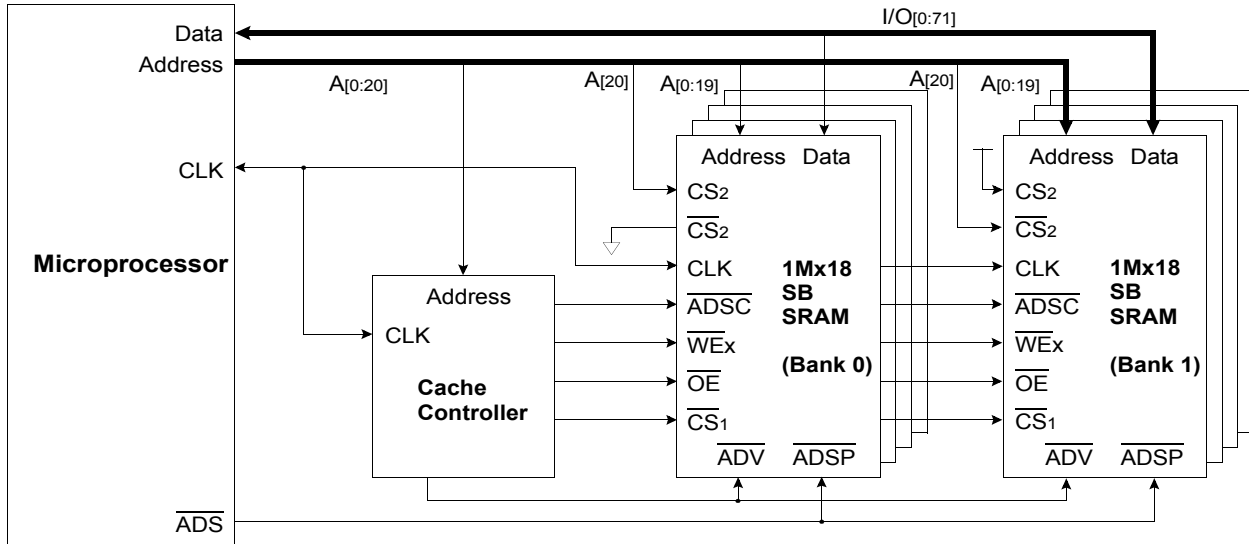 I/O[0:71]
Data
Address
A[0:20]
A[20]
A[0:19]
A[20]
A[0:19]
CLK
Microprocessor
ADS
Address
CLK
Cache
Controller
Address Data
CS2
CS2
CLK
ADSC
WEx
OE
CS1
ADV ADSP
1Mx18
SB
SRAM
(Bank 0)
Address Data
CS2
CS2
CLK
ADSC
WEx
OE
CS1
ADV ADSP
1Mx18
SB
SRAM
(Bank 1)